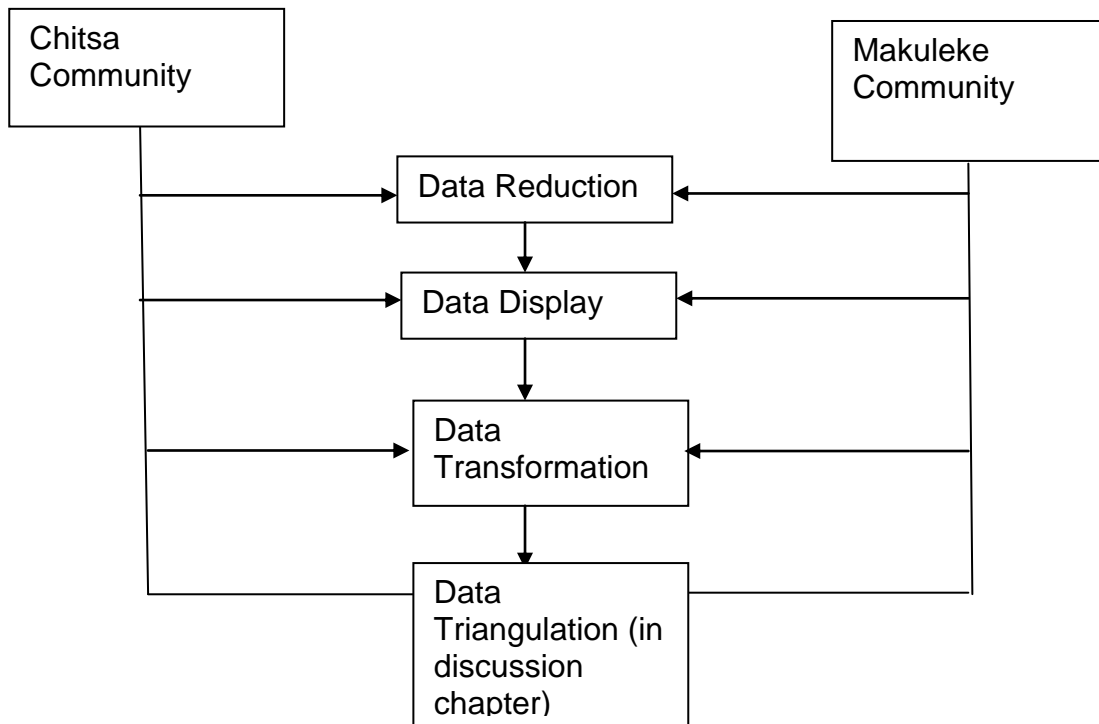 Chitsa
Community
Makuleke
Community
Data Reduction
Data Display
Data
Transformation
Data
Triangulation (in
discussion
chapter)